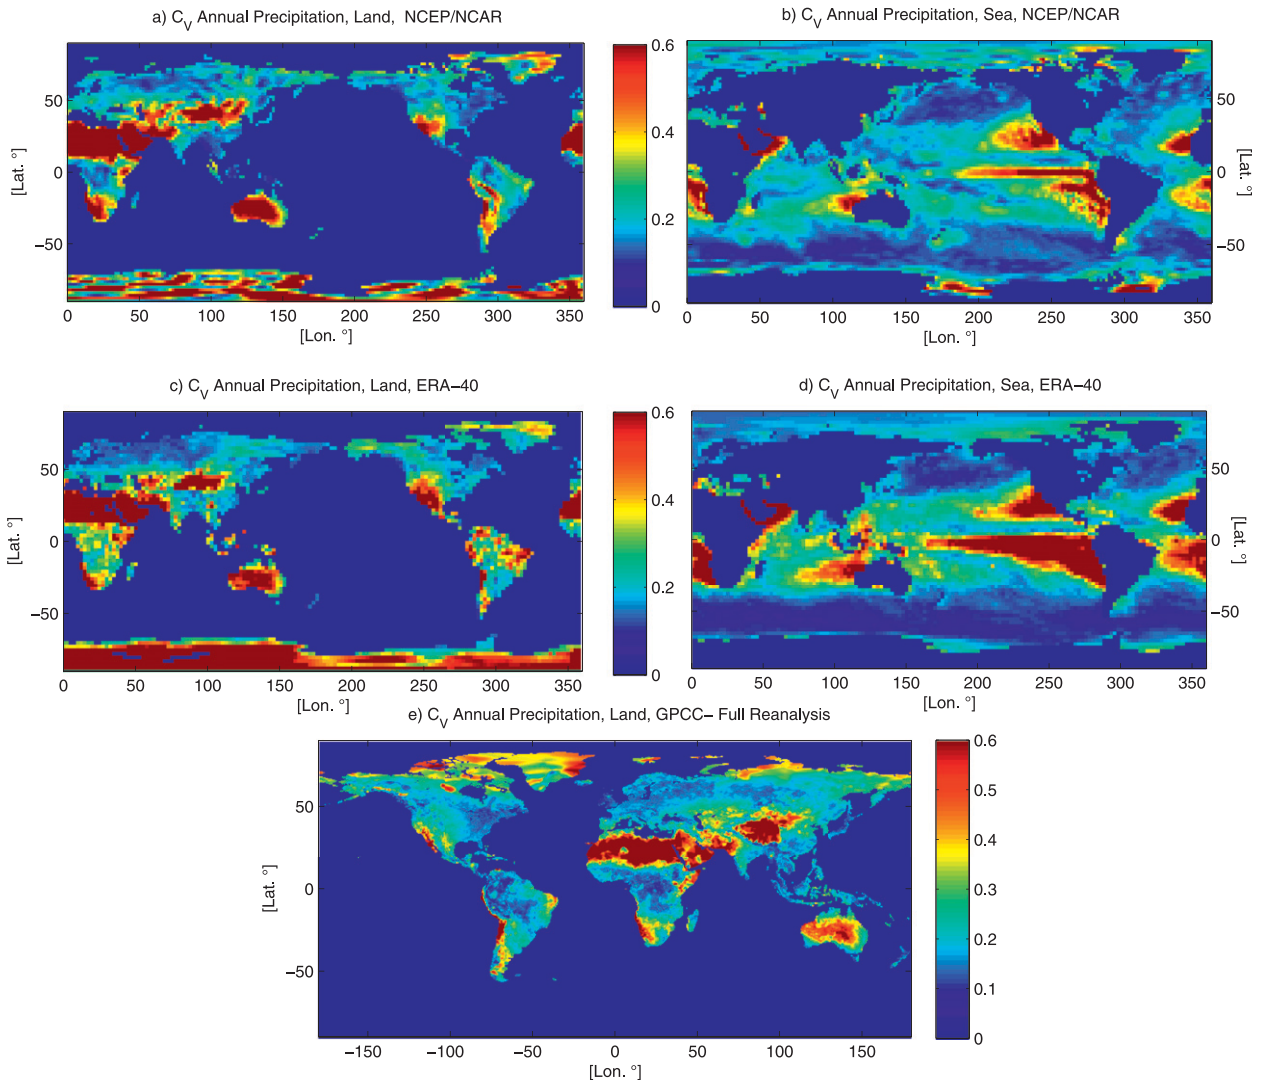 a) C_V Annual Precipitation, Land, NCEP/NCAR
b) C_V Annual Precipitation, Sea, NCEP/NCAR
50
0
−50
[Lat. °]
0 50 100 150 200 250 300 350
[Lon. °]
0.6
0.4
0.2
0
50
0
−50
[Lat. °]
0 50 100 150 200 250 300 350
[Lon. °]
c) C_V Annual Precipitation, Land, ERA−40
d) C_V Annual Precipitation, Sea, ERA−40
50
0
−50
[Lat. °]
0 50 100 150 200 250 300 350
[Lon. °]
0.6
0.4
0.2
0
50
0
−50
[Lat. °]
0 50 100 150 200 250 300 350
[Lon. °]
e) C_V Annual Precipitation, Land, GPCC− Full Reanalysis
50
0
−50
[Lat. °]
−150 −100 −50 0 50 100 150
[Lon. °]
0.6
0.5
0.4
0.3
0.2
0.1
0